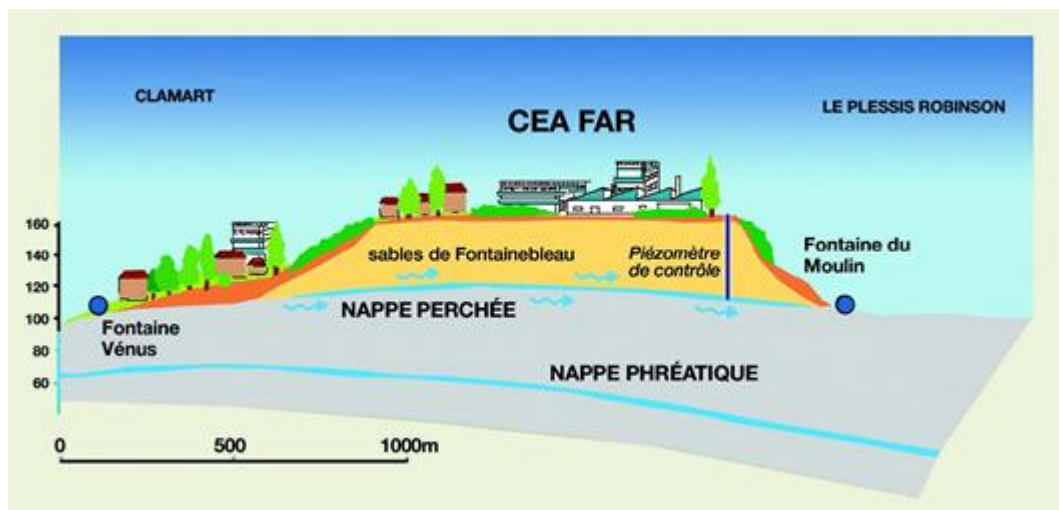 CLAMART
LE PLESSIS ROBINSON
CEA FAR
160
140
120
100
80
60
sables de Fontainebleau
Piézomètre
de contrôle
Fontaine du
Moulin
NAPPE PERCHÉE
Fontaine
Vénus
NAPPE PHRÉATIQUE
0 500 1000m